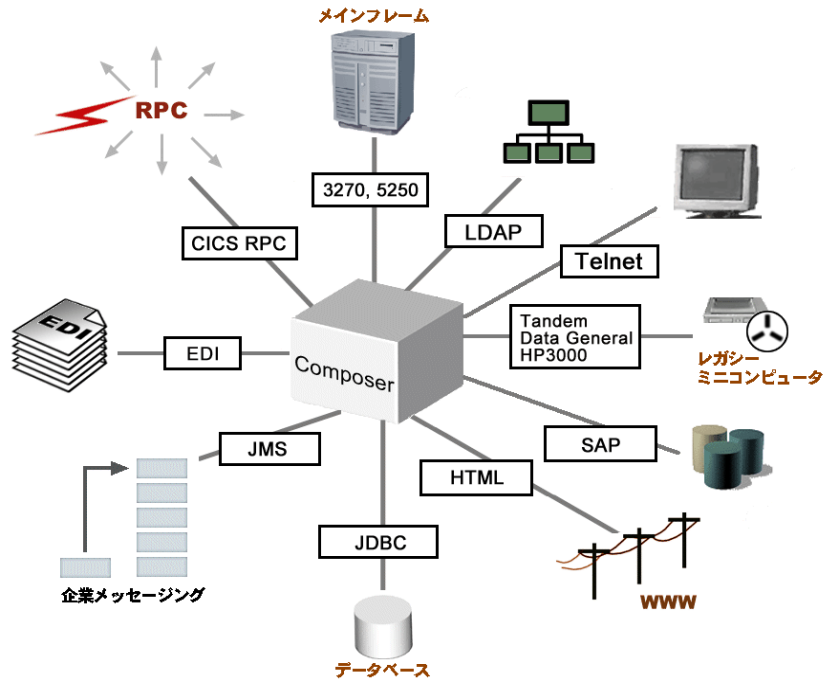 メインフレーム
RPC
3270, 5250
LDAP
CICS RPC
Telnet
EDI
Tandem
Data General
HP3000
レガシー
ミニコンピュータ
EDI
Composer
SAP
JMS
HTML
JDBC
企業メッセージング
WWW
データベース